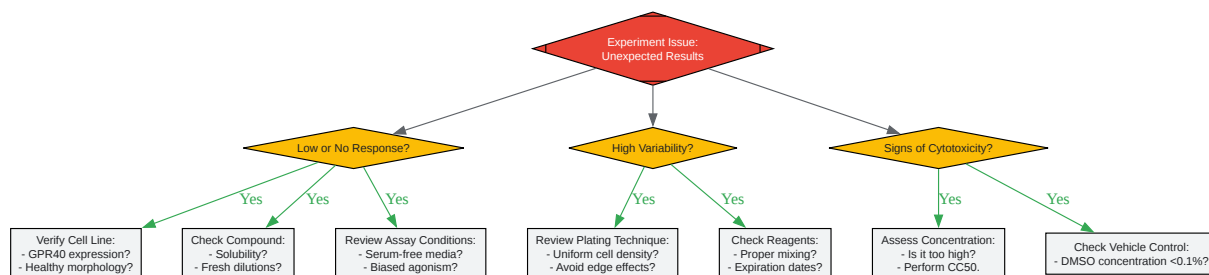 Experiment Issue:
Unexpected Results
Low or No Response?
High Variability?
Signs of Cytotoxicity?
Yes
Yes
Yes
Yes
Yes
Yes
Yes
Verify Cell Line:
- GPR40 expression?
- Healthy morphology?
Check Compound:
- Solubility?
- Fresh dilutions?
Review Assay Conditions:
- Serum-free media?
- Biased agonism?
Review Plating Technique:
- Uniform cell density?
- Avoid edge effects?
Check Reagents:
- Proper mixing?
- Expiration dates?
Assess Concentration:
- Is it too high?
- Perform CC50.
Check Vehicle Control:
- DMSO concentration <0.1%?